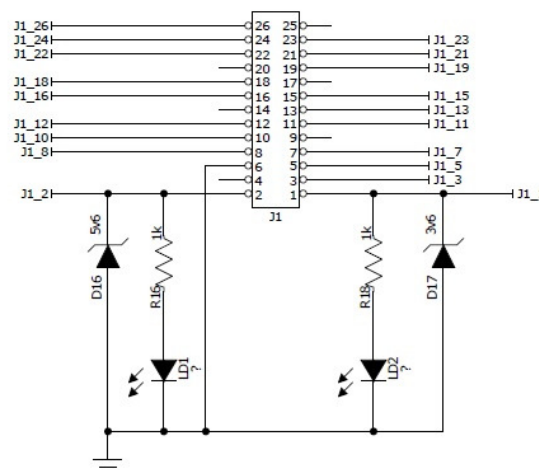 J1_26 26 25
J1_24 24 23 J1_23
J1_22 22 21 J1_21
20 19 J1_19
J1_18 18 17
J1_16 16 15 J1_15
14 13 J1_13
J1_12 12 11 J1_11
J1_10 10 9
J1_8 8 7 J1_7
6 5 J1_5
4 3 J1_3
J1_2 2 1 J1_
J1
5v6 1k 1k 3v6
D16 R16 R18 D17
LD1 ? LD2 ?